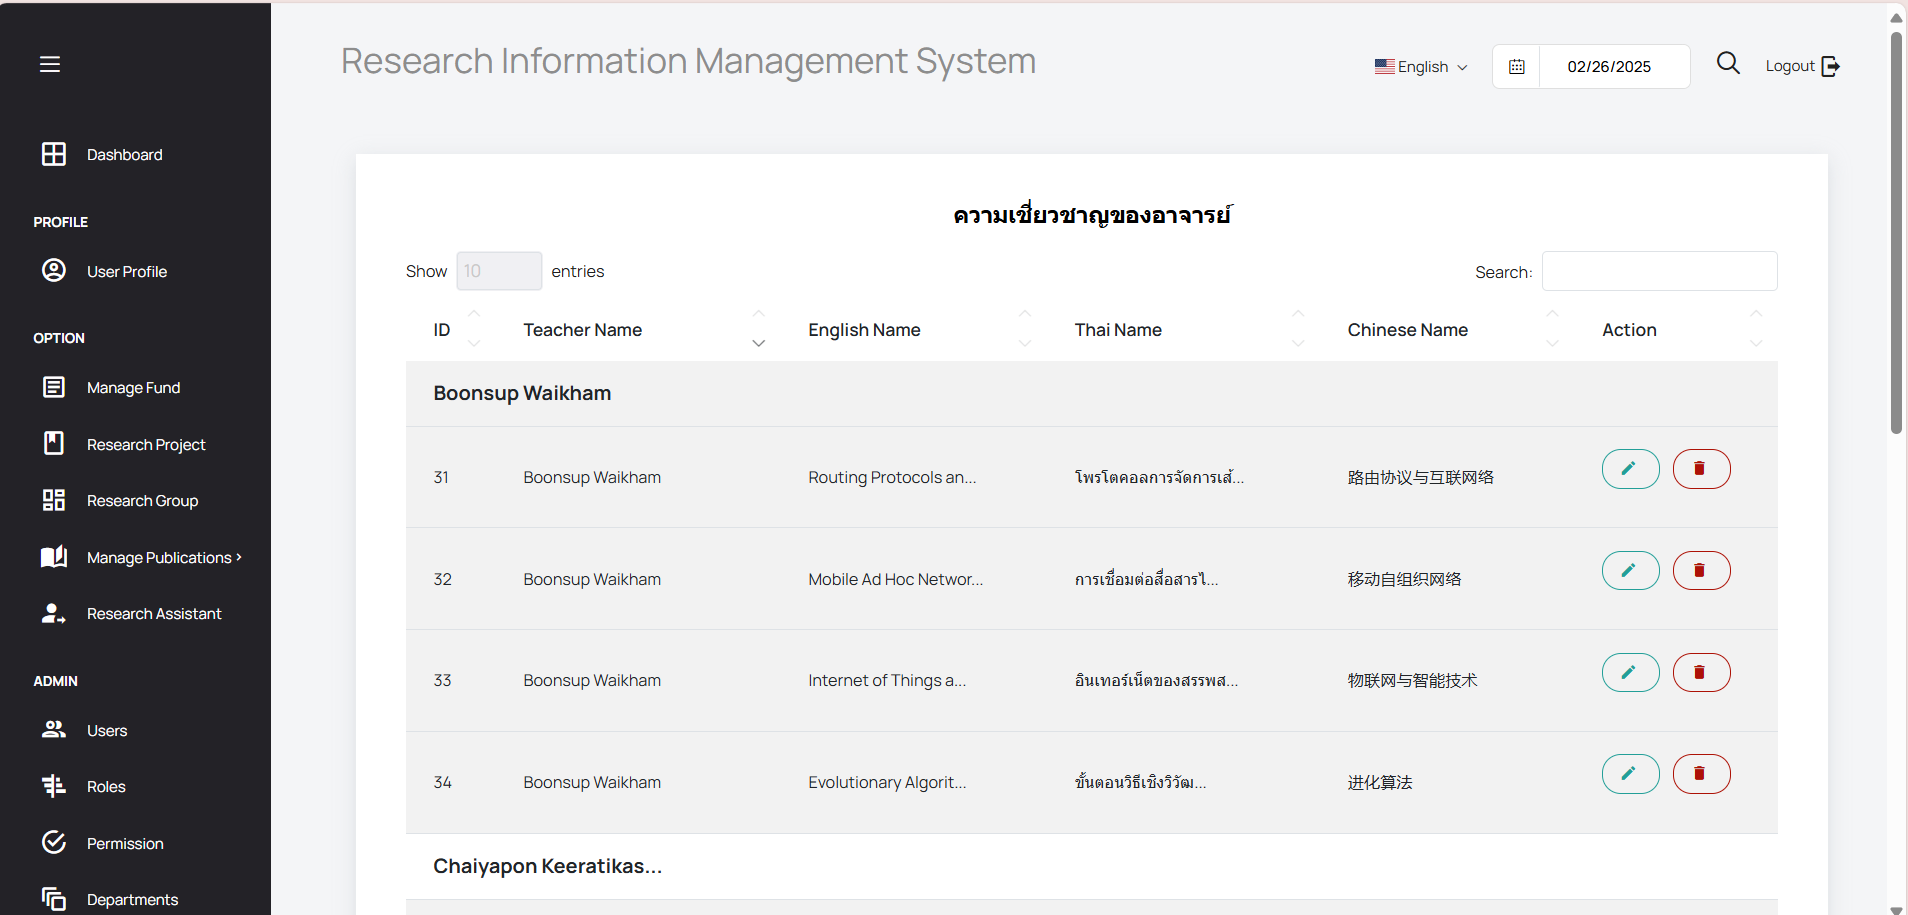 Research Information Management System
English
02/26/2025
Logout
Dashboard
PROFILE
User Profile
OPTION
Manage Fund
Research Project
Research Group
Manage Publications
Research Assistant
ADMIN
Users
Roles
Permission
Departments
ความเชี่ยวชาญของอาจารย์
Show 10 entries
Search:
ID Teacher Name English Name Thai Name Chinese Name Action
Boonsup Waikham
31 Boonsup Waikham Routing Protocols an... โพรโตคอลการจัดการเส้... 路由协议与互联网络
32 Boonsup Waikham Mobile Ad Hoc Networ... การเชื่อมต่อสื่อสารไ... 移动自组织网络
33 Boonsup Waikham Internet of Things a... อินเทอร์เน็ตของสรรพส... 物联网与智能技术
34 Boonsup Waikham Evolutionary Algorit... ขั้นตอนวิธีเชิงวิวัฒ... 进化算法
Chaiyapon Keeratikas...